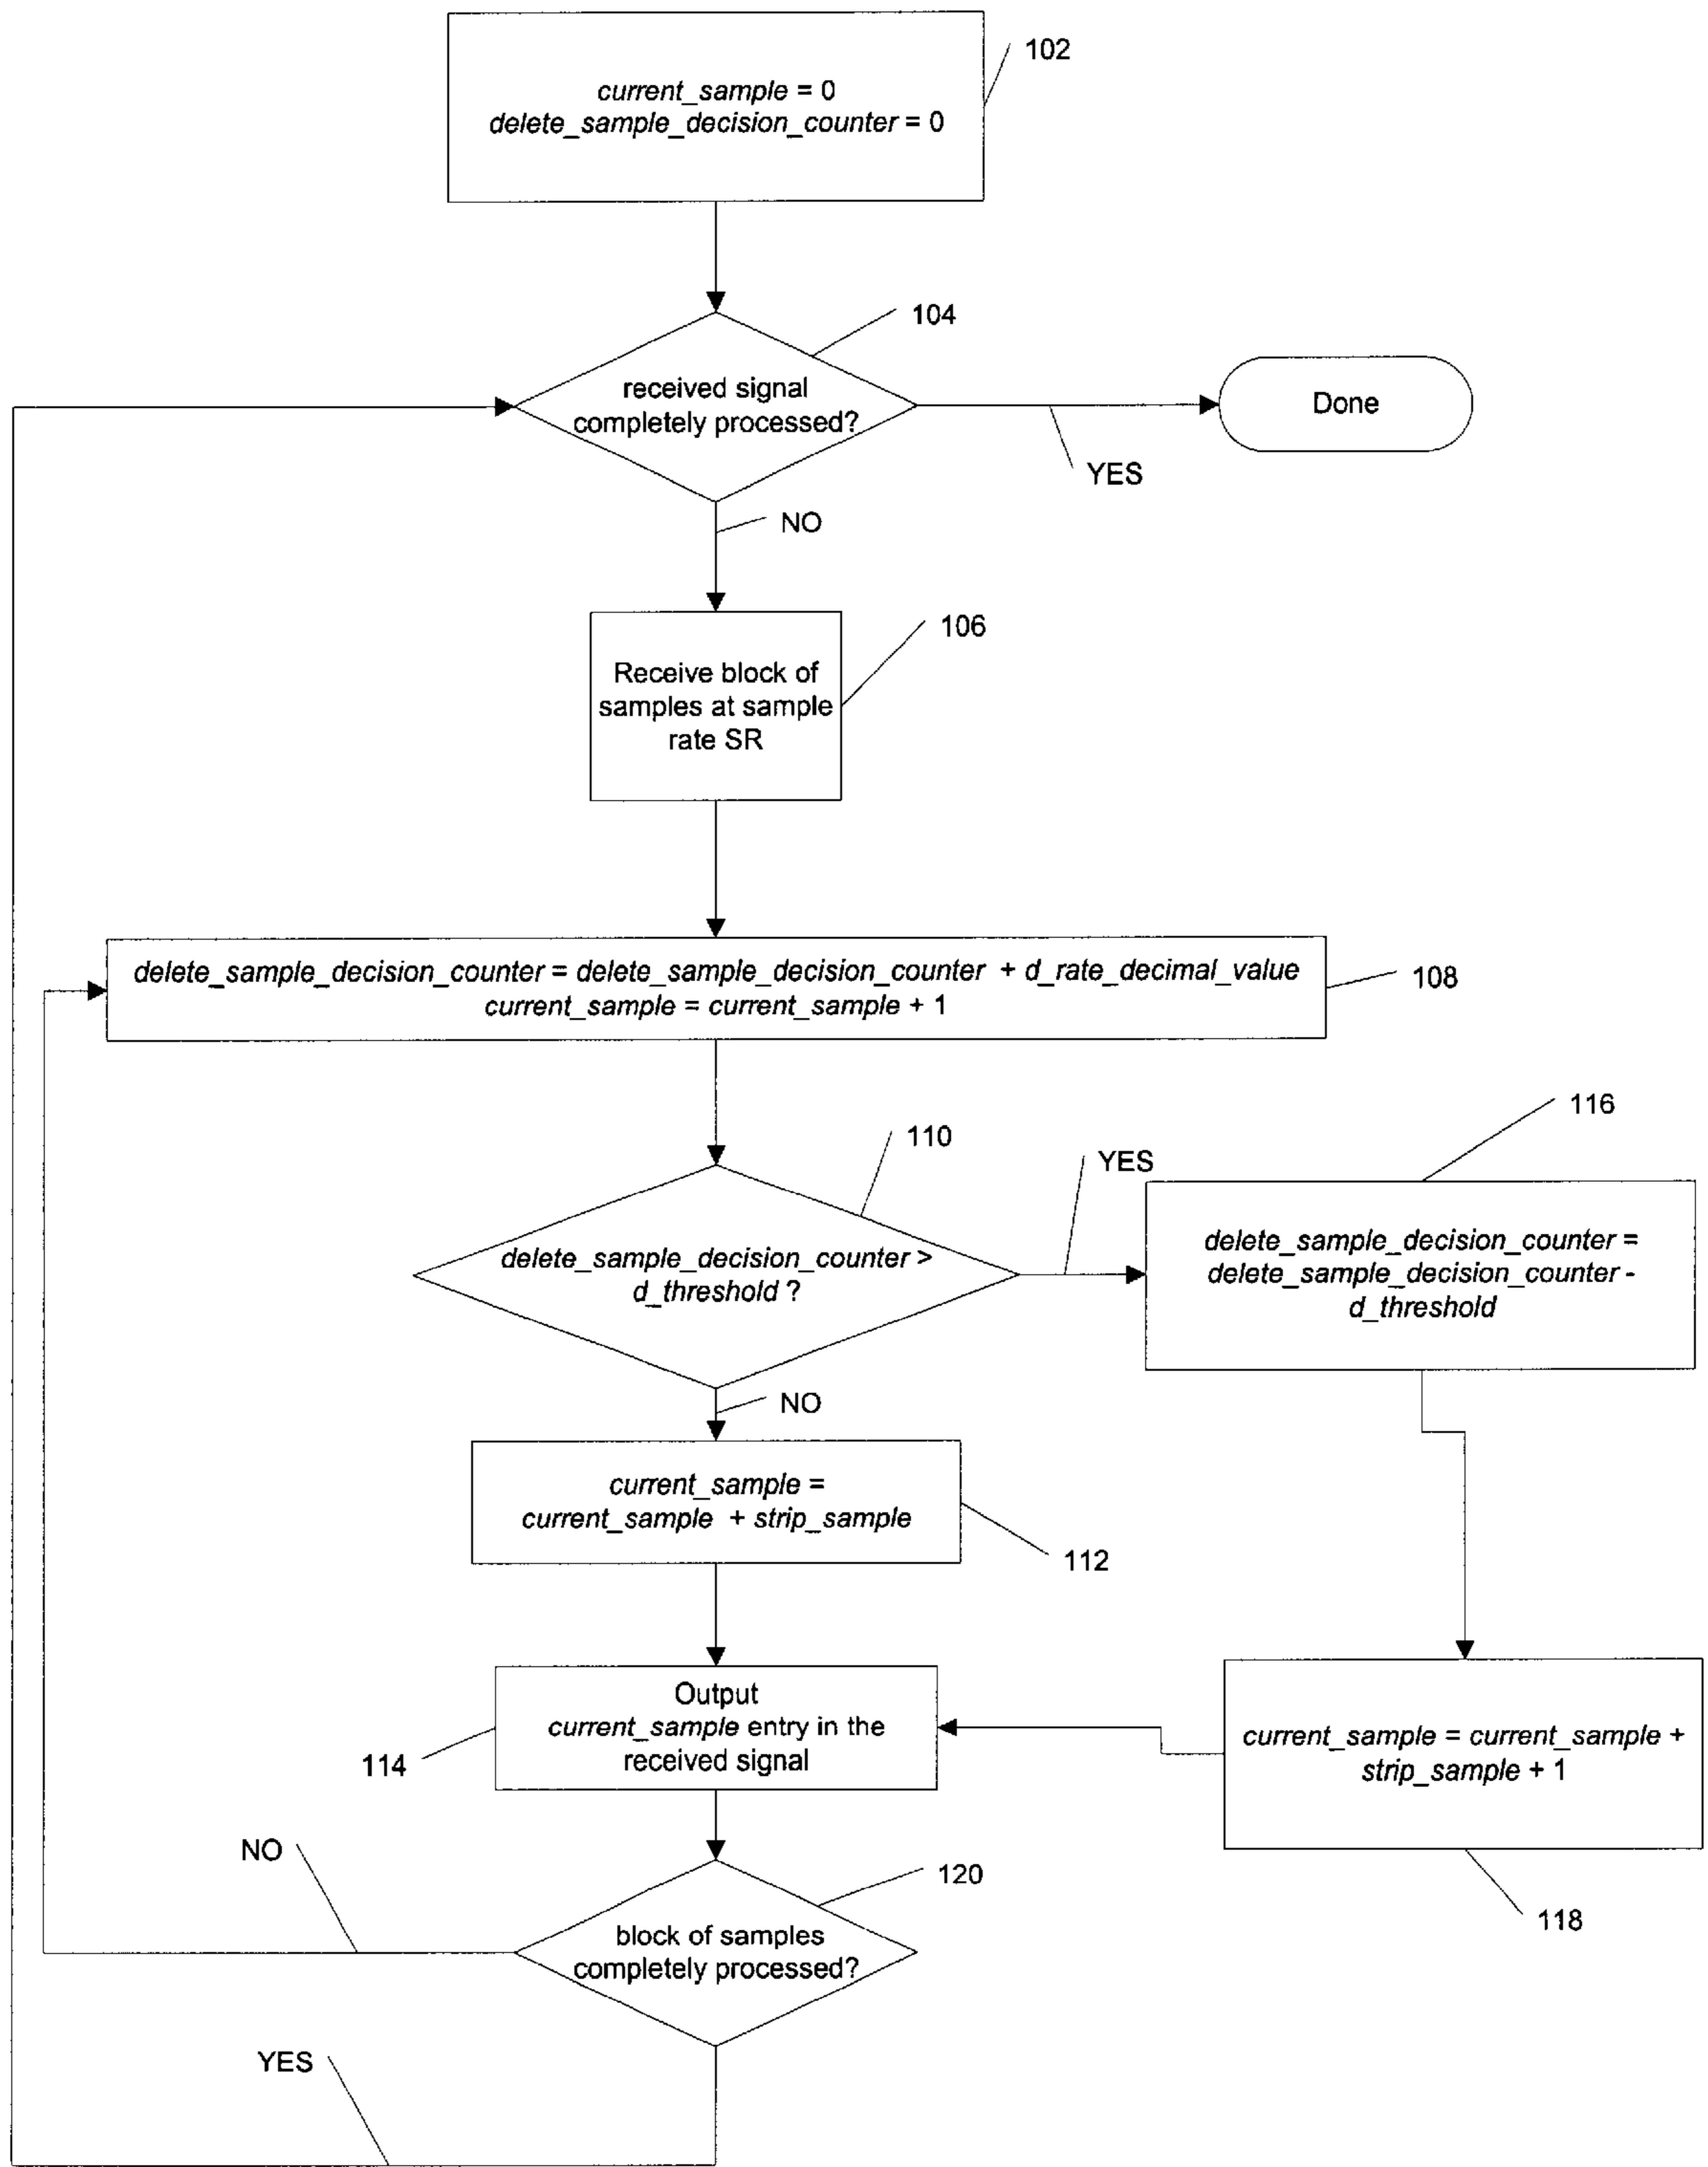 102
current_sample = 0
delete_sample_decision_counter = 0
104
received signal
completely processed?
Done
YES
NO
106
Receive block of
samples at sample
rate SR
delete_sample_decision_counter = delete_sample_decision_counter + d_rate_decimal_value
current_sample = current_sample + 1
108
116
110
YES
delete_sample_decision_counter >
d_threshold ?
delete_sample_decision_counter =
delete_sample_decision_counter -
d_threshold
NO
current_sample =
current_sample + strip_sample
112
Output
current_sample entry in the
received signal
114
current_sample = current_sample +
strip_sample + 1
118
NO
120
block of samples
completely processed?
YES